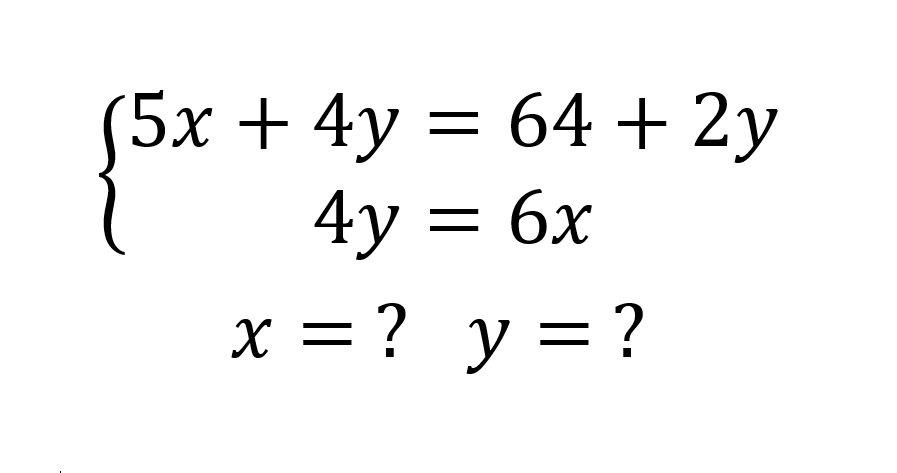 5x + 4y = 64 + 2y
4y = 6x
x = ? y = ?